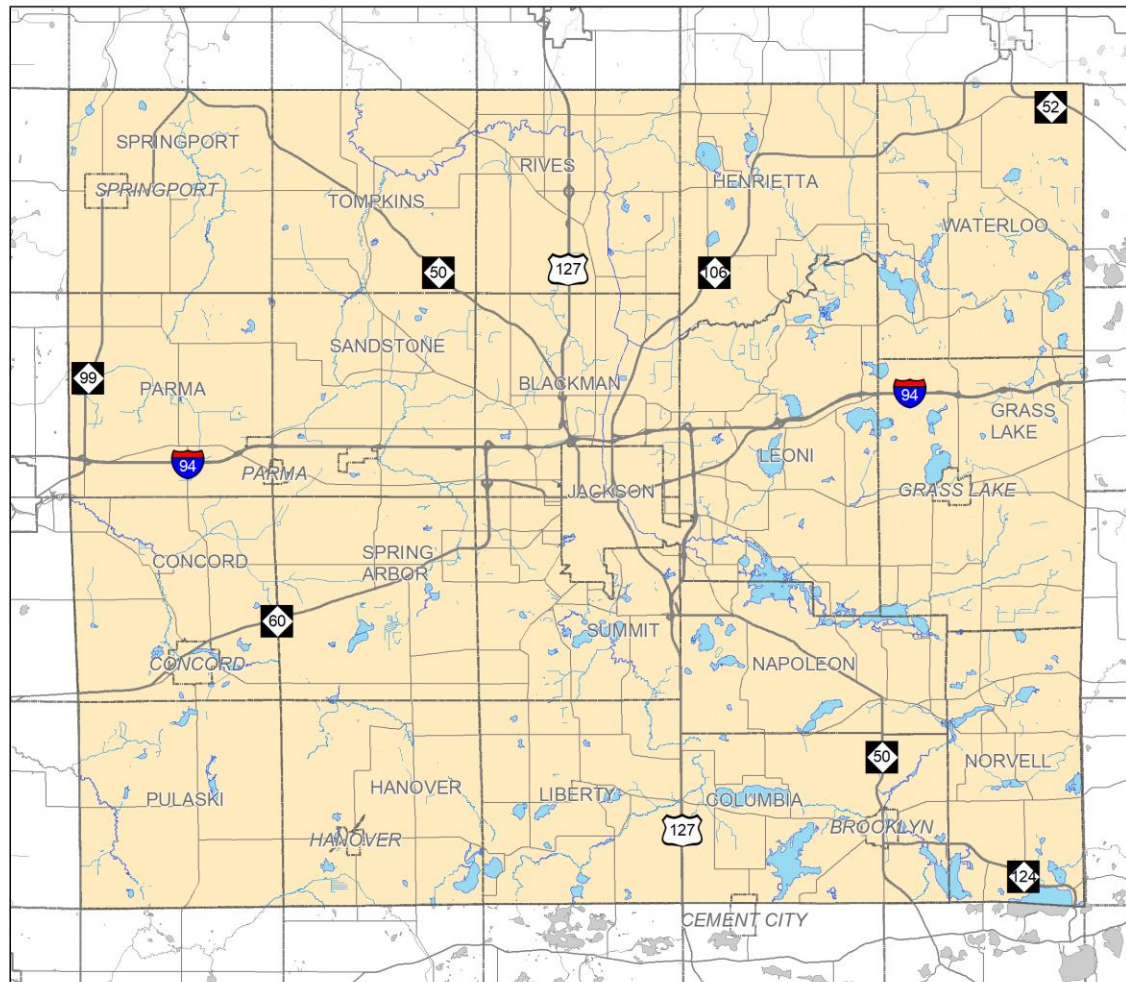 52
SPRINGPORT
RIVES
HENRIETTA
SPRINGPORT
TOMPKINS
WATERLOO
50
127
106
SANDSTONE
99
PARMA
BLACKMAN
94
GRASS
LAKE
94
PARMA
LEONI
JACKSON
GRASS LAKE
CONCORD
SPRING
ARBOR
60
SUMMIT
CONCORD
NAPOLEON
50
NORVELL
PULASKI
HANOVER
LIBERTY
COLUMBIA
HANOVER
127
BROOKLYN
124
CEMENT CITY